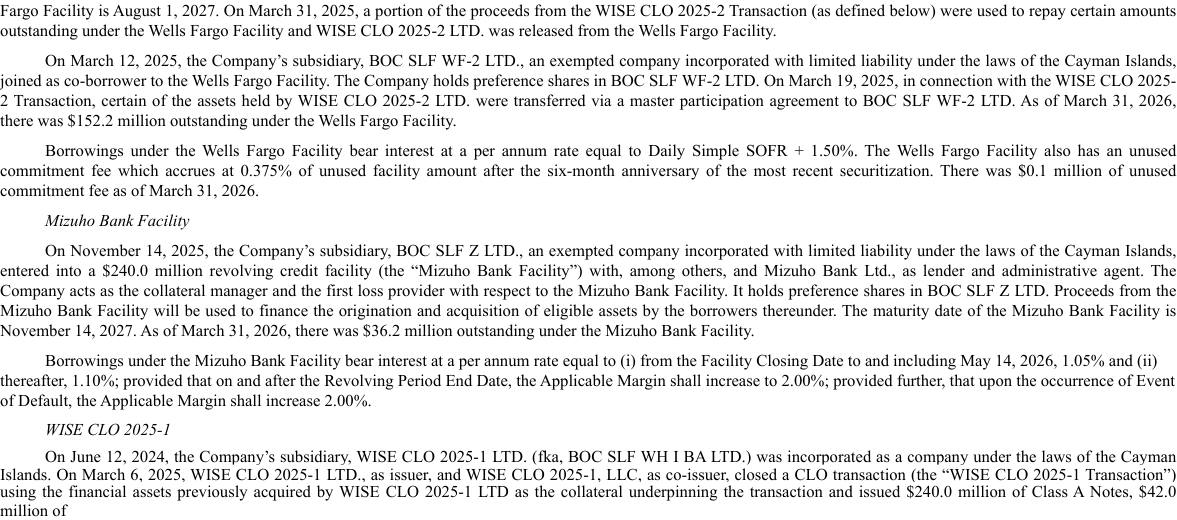 Fargo Facility is August 1, 2027. On March 31, 2025, a portion of the proceeds from the WISE CLO 2025-2 Transaction (as defined below) were used to repay certain amounts
outstanding under the Wells Fargo Facility and WISE CLO 2025-2 LTD. was released from the Wells Fargo Facility.
On March 12, 2025, the Company’s subsidiary, BOC SLF WF-2 LTD., an exempted company incorporated with limited liability under the laws of the Cayman Islands,
joined as co-borrower to the Wells Fargo Facility. The Company holds preference shares in BOC SLF WF-2 LTD. On March 19, 2025, in connection with the WISE CLO 2025-
2 Transaction, certain of the assets held by WISE CLO 2025-2 LTD. were transferred via a master participation agreement to BOC SLF WF-2 LTD. As of March 31, 2026,
there was $152.2 million outstanding under the Wells Fargo Facility.
Borrowings under the Wells Fargo Facility bear interest at a per annum rate equal to Daily Simple SOFR + 1.50%. The Wells Fargo Facility also has an unused
commitment fee which accrues at 0.375% of unused facility amount after the six-month anniversary of the most recent securitization. There was $0.1 million of unused
commitment fee as of March 31, 2026.
Mizuho Bank Facility
On November 14, 2025, the Company’s subsidiary, BOC SLF Z LTD., an exempted company incorporated with limited liability under the laws of the Cayman Islands,
entered into a $240.0 million revolving credit facility (the “Mizuho Bank Facility”) with, among others, and Mizuho Bank Ltd., as lender and administrative agent. The
Company acts as the collateral manager and the first loss provider with respect to the Mizuho Bank Facility. It holds preference shares in BOC SLF Z LTD. Proceeds from the
Mizuho Bank Facility will be used to finance the origination and acquisition of eligible assets by the borrowers thereunder. The maturity date of the Mizuho Bank Facility is
November 14, 2027. As of March 31, 2026, there was $36.2 million outstanding under the Mizuho Bank Facility.
Borrowings under the Mizuho Bank Facility bear interest at a per annum rate equal to (i) from the Facility Closing Date to and including May 14, 2026, 1.05% and (ii)
thereafter, 1.10%; provided that on and after the Revolving Period End Date, the Applicable Margin shall increase to 2.00%; provided further, that upon the occurrence of Event
of Default, the Applicable Margin shall increase 2.00%.
WISE CLO 2025-1
On June 12, 2024, the Company’s subsidiary, WISE CLO 2025-1 LTD. (fka, BOC SLF WH I BA LTD.) was incorporated as a company under the laws of the Cayman
Islands. On March 6, 2025, WISE CLO 2025-1 LTD., as issuer, and WISE CLO 2025-1, LLC, as co-issuer, closed a CLO transaction (the “WISE CLO 2025-1 Transaction”)
using the financial assets previously acquired by WISE CLO 2025-1 LTD as the collateral underpinning the transaction and issued $240.0 million of Class A Notes, $42.0
million of